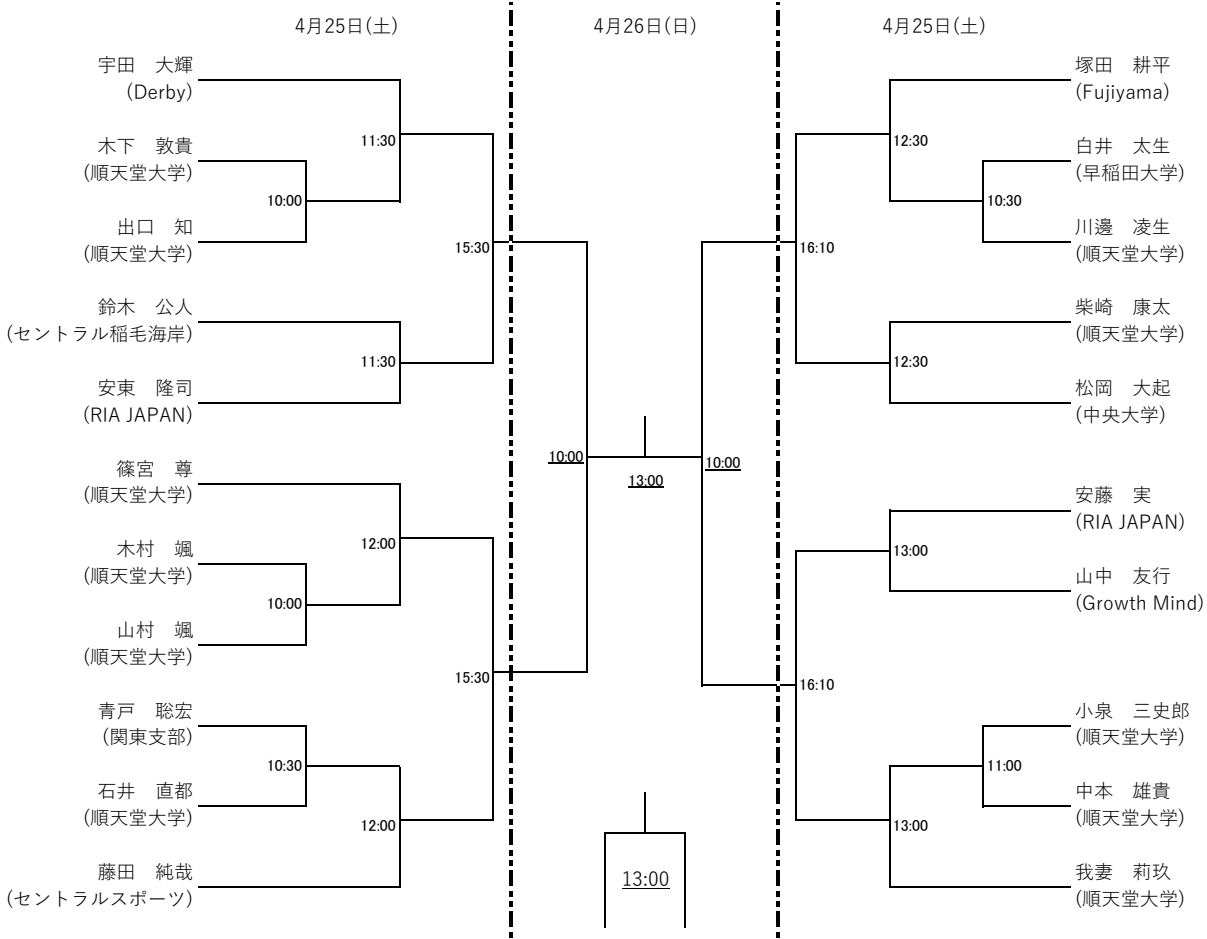 4月25日(土)
4月26日(日)
4月25日(土)
宇田　大輝
(Derby)
11:30
木下　敦貴
(順天堂大学)
10:00
出口　知
(順天堂大学)
15:30
鈴木　公人
(セントラル稲毛海岸)
11:30
安東　隆司
(RIA JAPAN)
篠宮　尊
(順天堂大学)
12:00
木村　颯
(順天堂大学)
10:00
山村　颯
(順天堂大学)
15:30
青戸　聡宏
(関東支部)
10:30
石井　直都
(順天堂大学)
12:00
藤田　純哉
(セントラルスポーツ)
10:00
13:00
10:00
13:00
塚田　耕平
(Fujiyama)
12:30
白井　太生
(早稲田大学)
10:30
川邊　凌生
(順天堂大学)
16:10
柴崎　康太
(順天堂大学)
12:30
松岡　大起
(中央大学)
安藤　実
(RIA JAPAN)
13:00
山中　友行
(Growth Mind)
16:10
小泉　三史郎
(順天堂大学)
11:00
中本　雄貴
(順天堂大学)
13:00
我妻　莉玖
(順天堂大学)